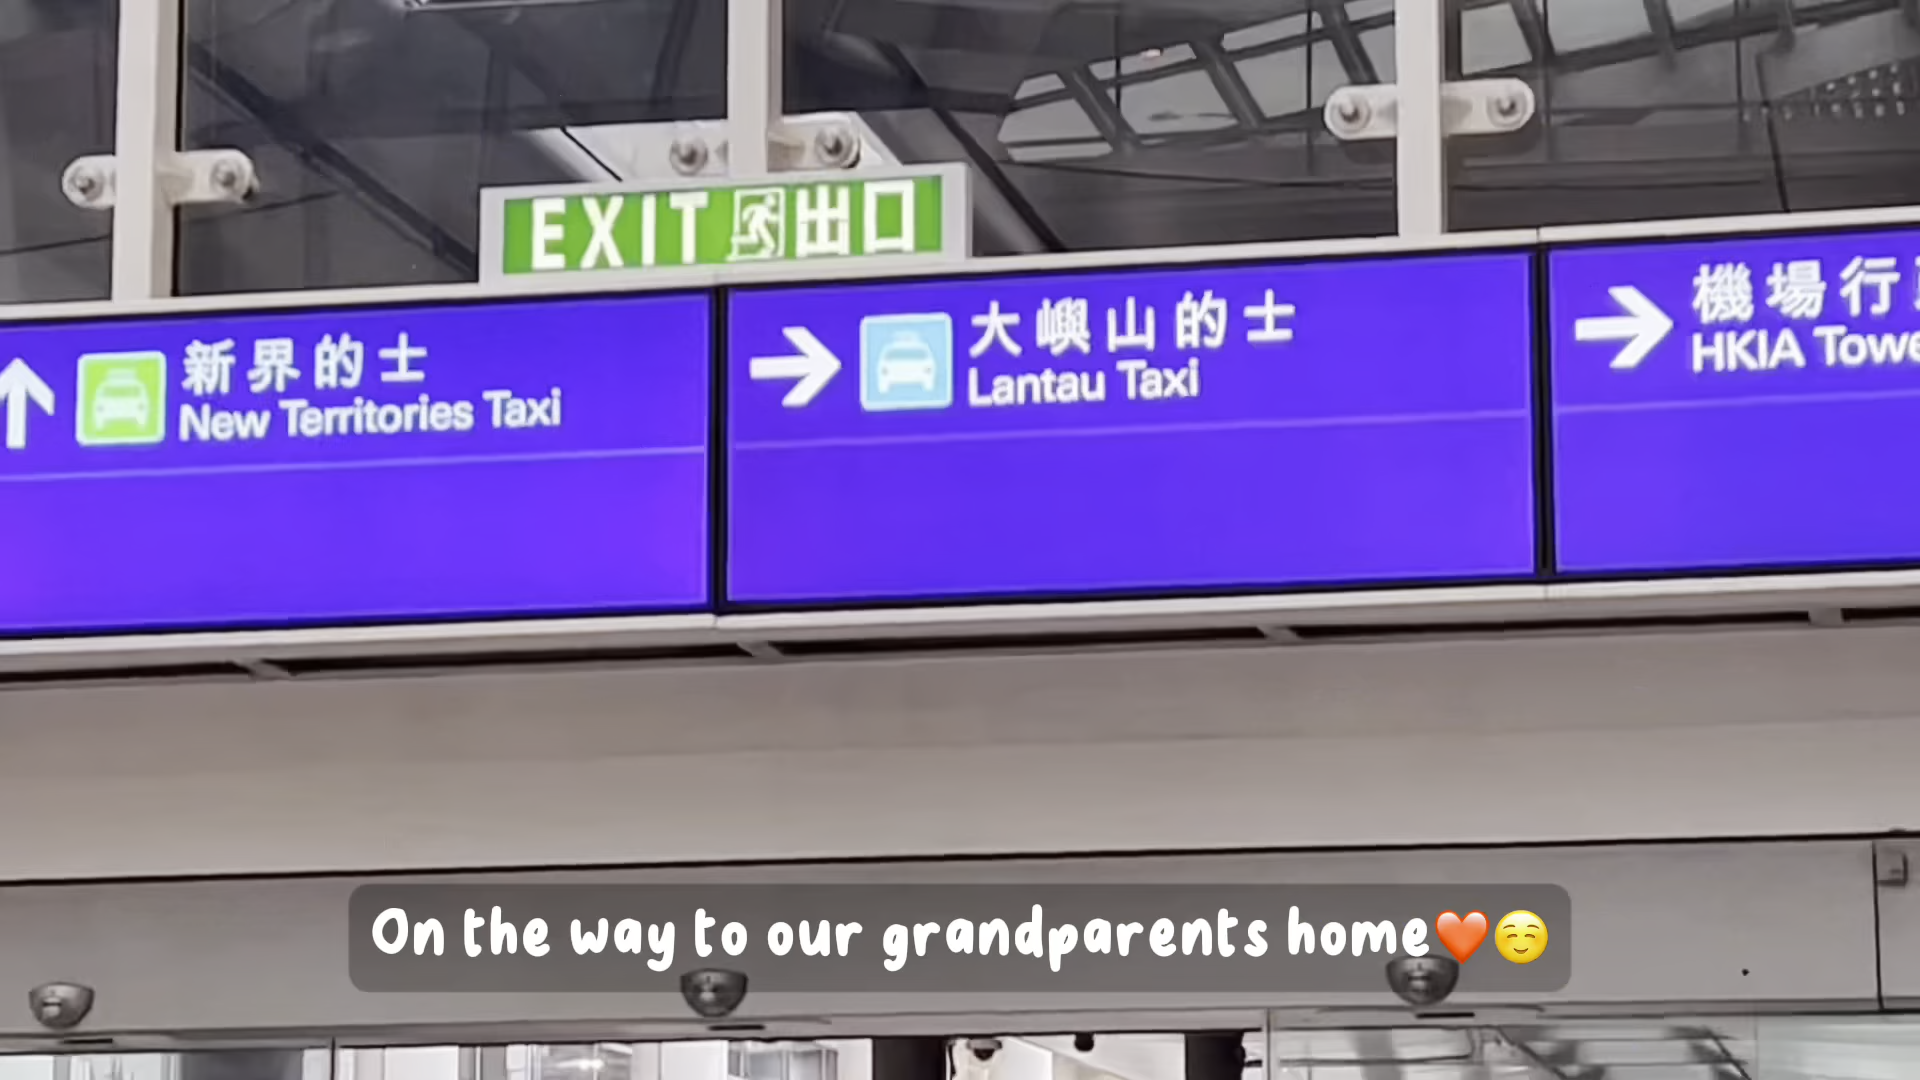 EXIT 出口
新界的士
New Territories Taxi
大嶼山的士
Lantau Taxi
機場行
HKIA
On the way to our grandparents home❤️☺️